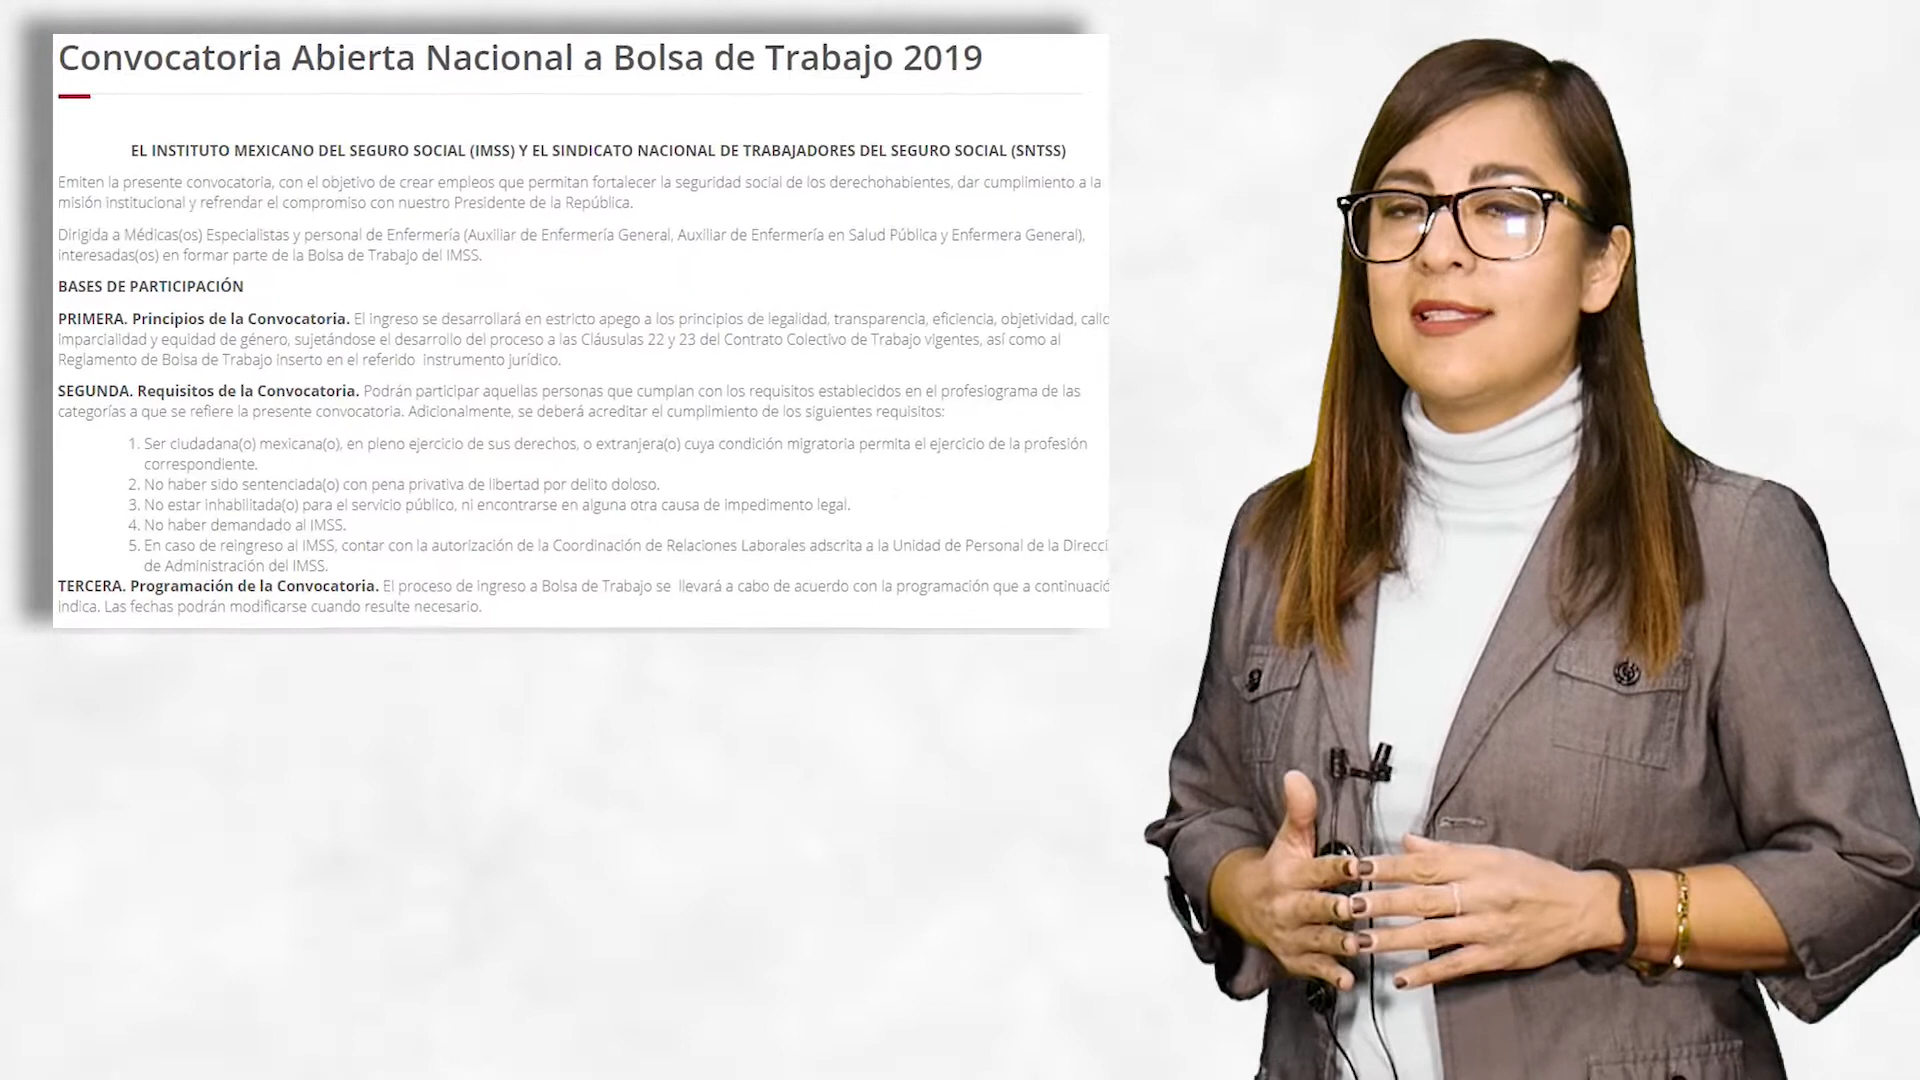 Convocatoria Abierta Nacional a Bolsa de Trabajo 2019
EL INSTITUTO MEXICANO DEL SEGURO SOCIAL (IMSS) Y EL SINDICATO NACIONAL DE TRABAJADORES DEL SEGURO SOCIAL (SNTSS)
Emiten la presente convocatoria, con el objetivo de crear empleos que permitan fortalecer la seguridad social de los derechohabientes, dar cumplimiento a la
misión institucional y refrendar el compromiso con nuestro Presidente de la República.
Dirigida a Médicas(os) Especialistas y personal de Enfermería (Auxiliar de Enfermería General, Auxiliar de Enfermería en Salud Pública y Enfermera General),
interesadas(os) en formar parte de la Bolsa de Trabajo del IMSS.
BASES DE PARTICIPACIÓN
PRIMERA. Principios de la Convocatoria. El ingreso se desarrollará en estricto apego a los principios de legalidad, transparencia, eficiencia, objetividad,
imparcialidad y equidad de género, sujetándose el desarrollo del proceso a las Cláusulas 22 y 23 del Contrato Colectivo de Trabajo vigentes, así como al
Reglamento de Bolsa de Trabajo inserto en el referido instrumento jurídico.
SEGUNDA. Requisitos de la Convocatoria. Podrán participar aquellas personas que cumplan con los requisitos establecidos en el profesiograma de las
categorías a que se refiere la presente convocatoria. Adicionalmente, se deberá acreditar el cumplimiento de los siguientes requisitos:
1. Ser ciudadana(o) mexicana(o), en pleno ejercicio de sus derechos, o extranjera(o) cuya condición migratoria permita el ejercicio de la profesión
correspondiente.
2. No haber sido sentenciada(o) con pena privativa de libertad por delito doloso.
3. No estar inhabilitada(o) para el servicio público, ni encontrarse en alguna otra causa de impedimento legal.
4. No haber demandado al IMSS.
5. En caso de reingreso al IMSS, contar con la autorización de la Coordinación de Relaciones Laborales adscrita a la Unidad de Personal de la Direcci
de Administración del IMSS.
TERCERA. Programación de la Convocatoria. El proceso de ingreso a Bolsa de Trabajo se llevará a cabo de acuerdo con la programación que a continuació
indica. Las fechas podrán modificarse cuando resulte necesario.